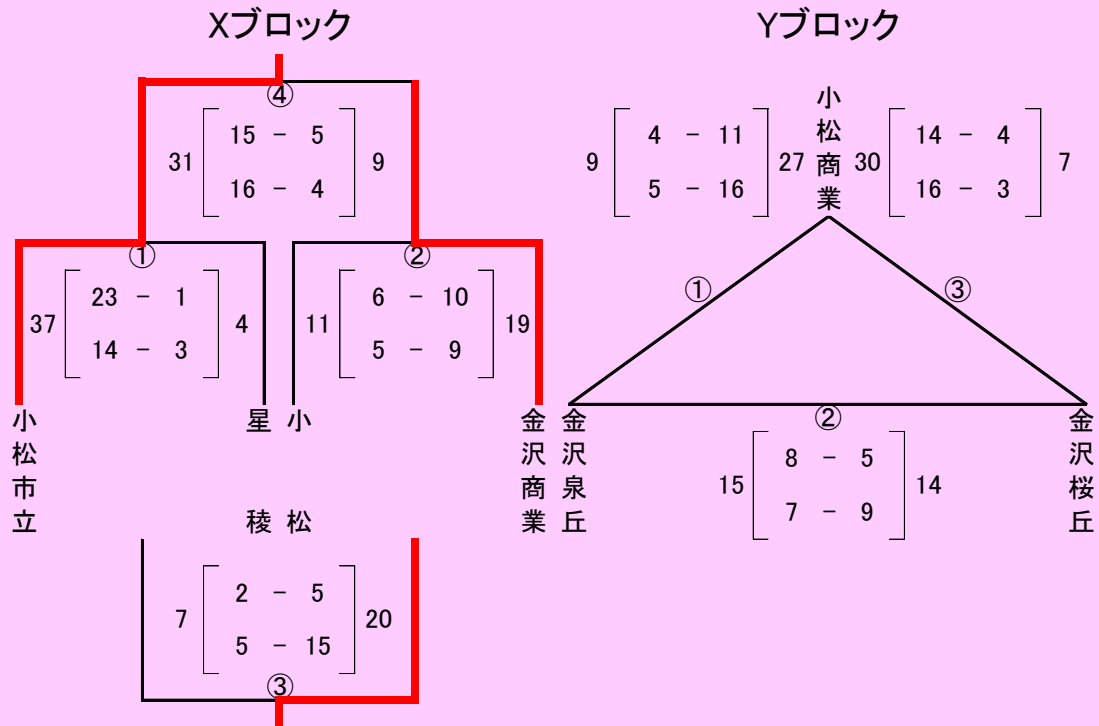 Xブロック
④
31 15 - 5 9
16 - 4
①
37 23 - 1 4
14 - 3
②
11 6 - 10 19
5 - 9
小松市立
星稜
小松
金沢商業
7 2 - 5 20
5 - 15
③
Yブロック
小松商業
9 4 - 11 27
5 - 16
30 14 - 4 7
16 - 3
①
③
②
金沢泉丘
金沢桜丘
15 8 - 5 14
7 - 9